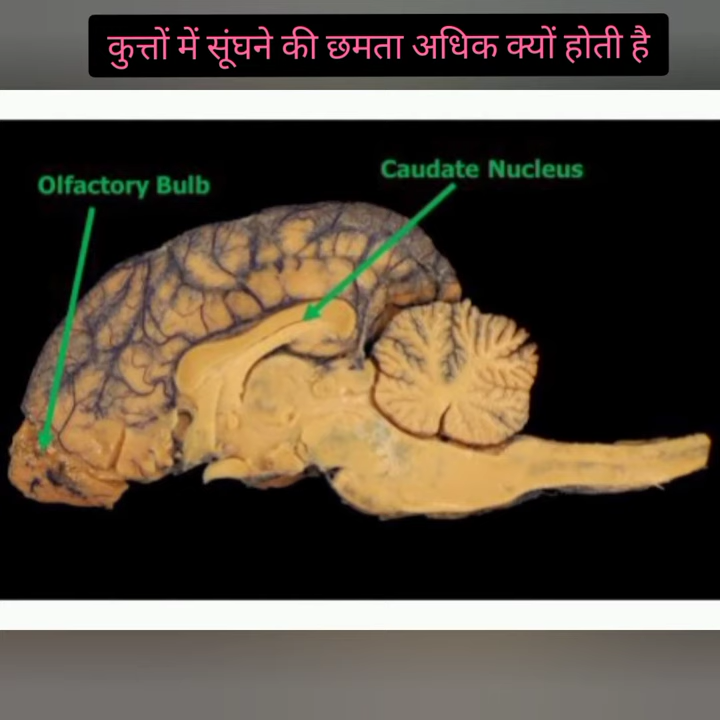 कुत्तों में सूंघने की छमता अधिक क्यों होती है
Caudate Nucleus
Olfactory Bulb